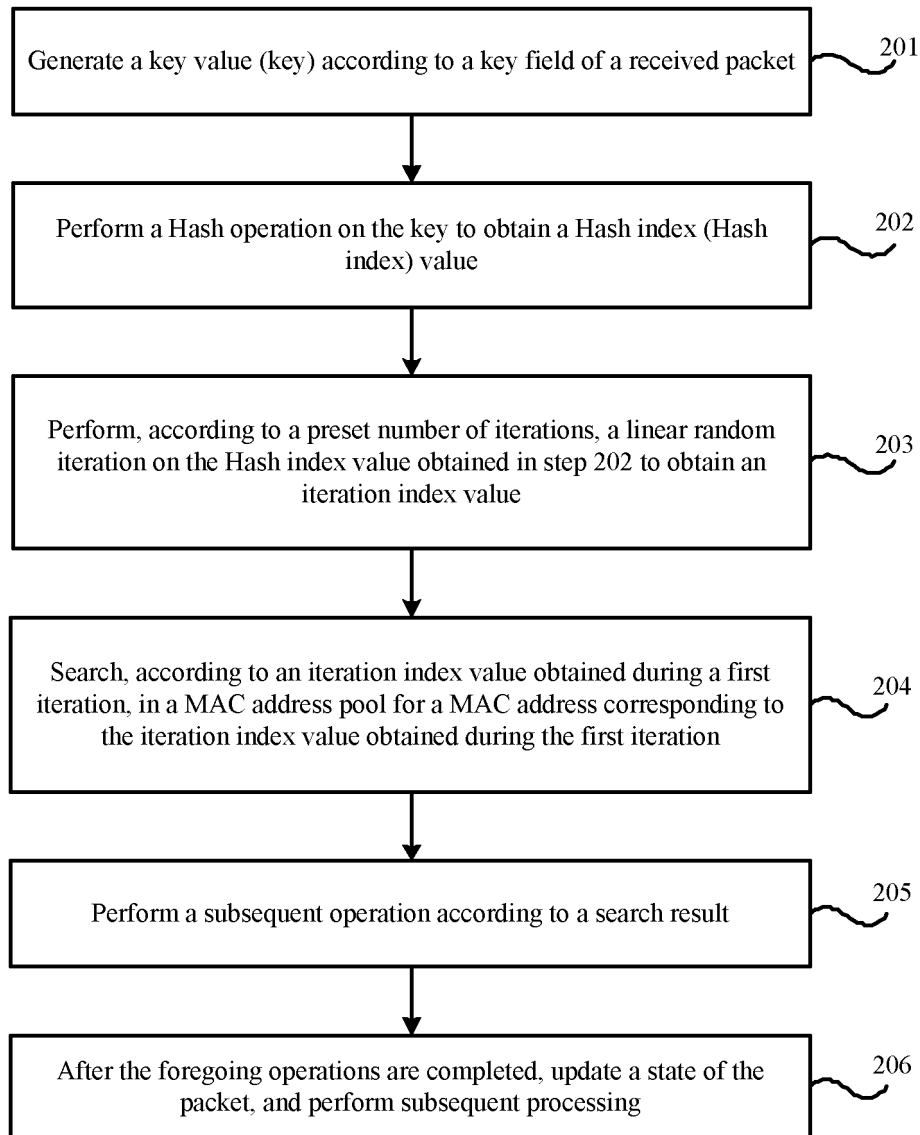 Generate a key value (key) according to a key field of a received packet
201
Perform a Hash operation on the key to obtain a Hash index (Hash
index) value
202
Perform, according to a preset number of iterations, a linear random
iteration on the Hash index value obtained in step 202 to obtain an
iteration index value
203
Search, according to an iteration index value obtained during a first
iteration, in a MAC address pool for a MAC address corresponding to
the iteration index value obtained during the first iteration
204
Perform a subsequent operation according to a search result
205
After the foregoing operations are completed, update a state of the
packet, and perform subsequent processing
206